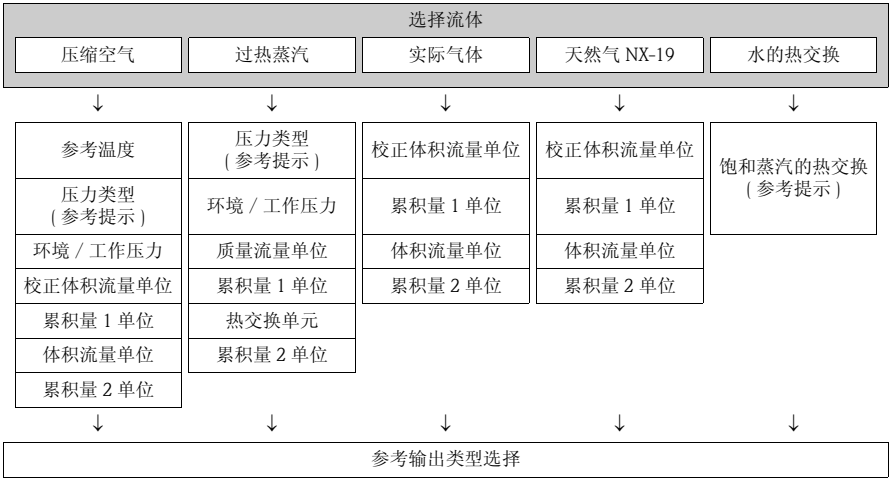 选择流体
压缩空气
过热蒸汽
实际气体
天然气 NX-19
水的热交换
↓ ↓ ↓ ↓ ↓
参考温度
压力类型
( 参考提示 )
环境 / 工作压力
校正体积流量单位
累积量 1 单位
体积流量单位
累积量 2 单位
压力类型
( 参考提示 )
环境 / 工作压力
质量流量单位
累积量 1 单位
热交换单元
累积量 2 单位
校正体积流量单位
累积量 1 单位
体积流量单位
累积量 2 单位
校正体积流量单位
累积量 1 单位
体积流量单位
累积量 2 单位
饱和蒸汽的热交换
( 参考提示 )
↓ ↓ ↓ ↓ ↓
参考输出类型选择